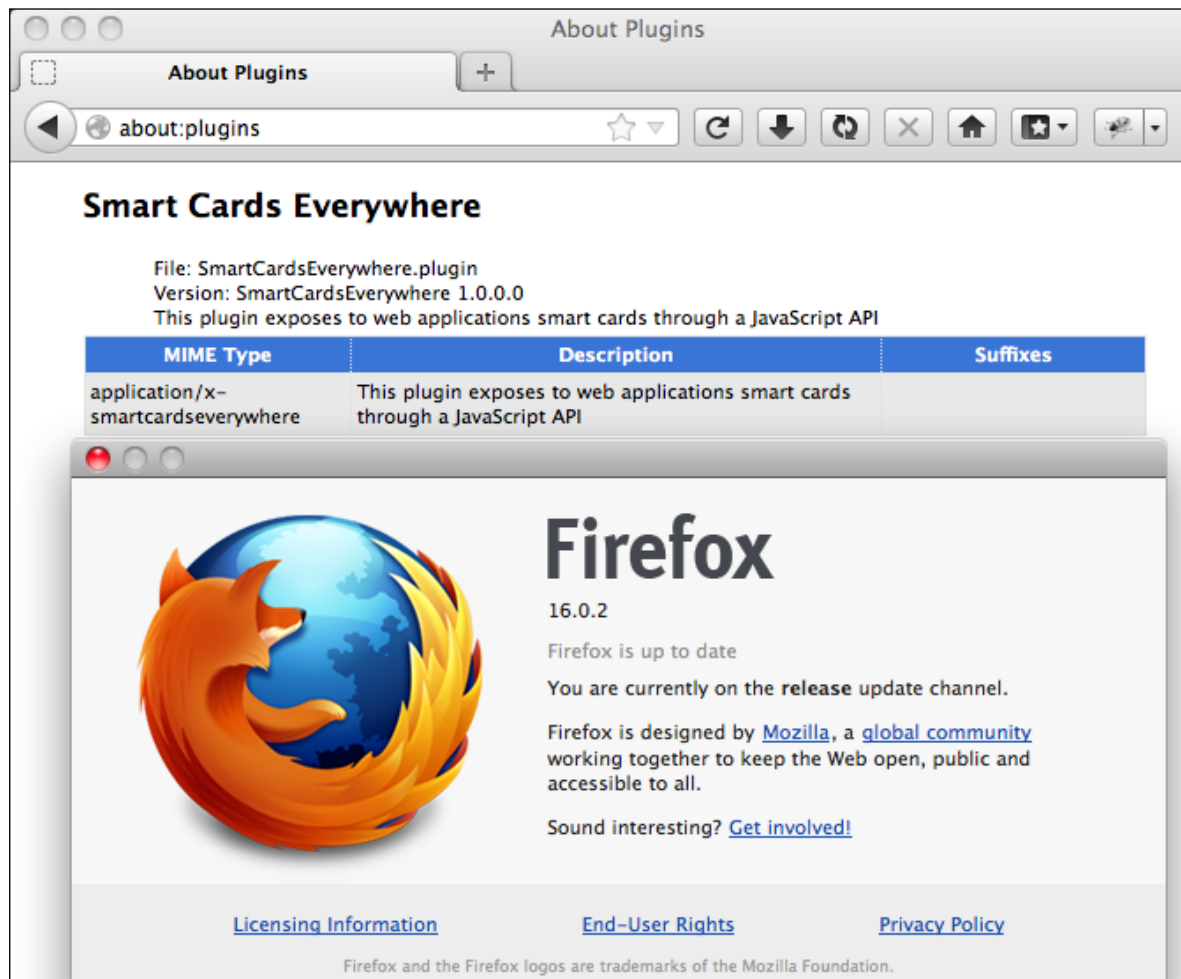 About Plugins
About Plugins
about:plugins
Smart Cards Everywhere
File: SmartCardsEverywhere.plugin
Version: SmartCardsEverywhere 1.0.0.0
This plugin exposes to web applications smart cards through a JavaScript API
MIME Type Description Suffixes
application/x- This plugin exposes to web applications smart cards
smartcardseverywhere through a JavaScript API
Firefox
16.0.2
Firefox is up to date
You are currently on the release update channel.
Firefox is designed by Mozilla, a global community
working together to keep the Web open, public and
accessible to all.
Sound interesting? Get involved!
Licensing Information End-User Rights Privacy Policy
Firefox and the Firefox logos are trademarks of the Mozilla Foundation.